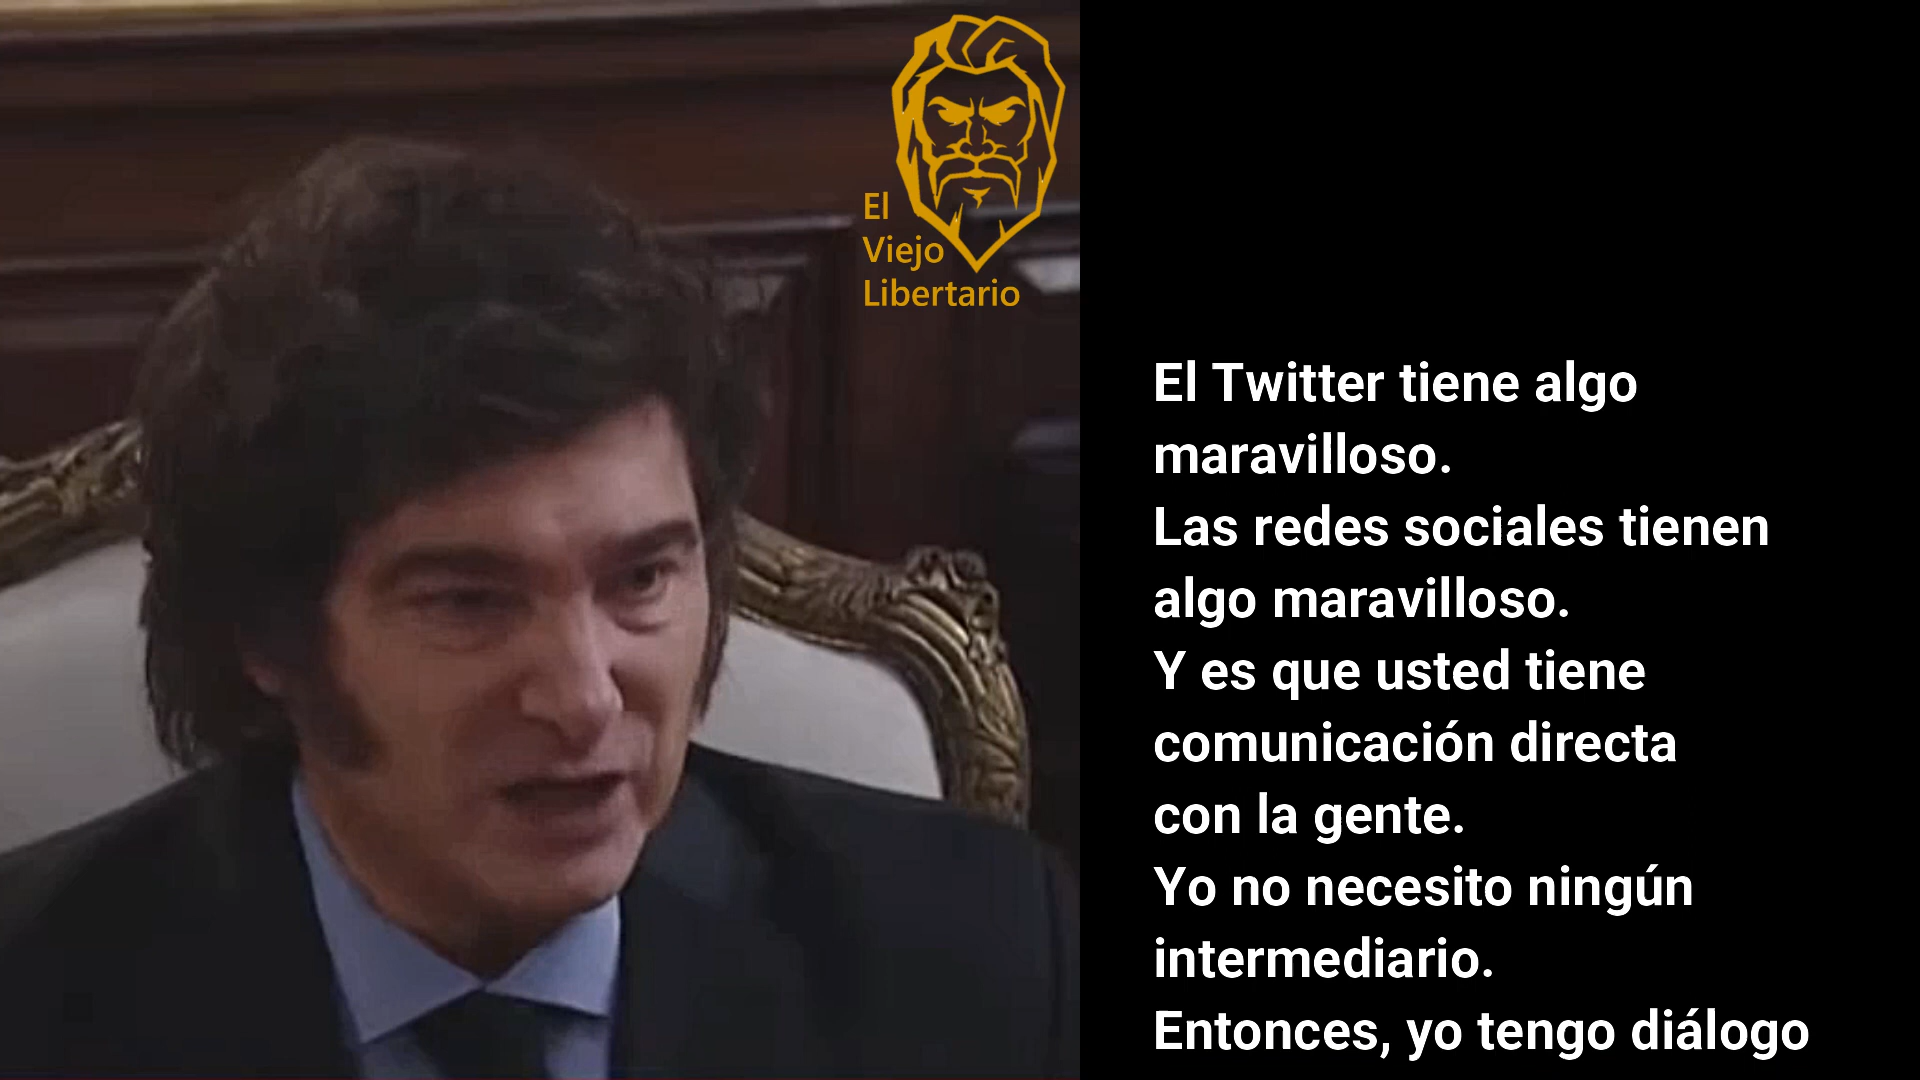 El
Viejo
Libertario
El Twitter tiene algo
maravilloso.
Las redes sociales tienen
algo maravilloso.
Y es que usted tiene
comunicación directa
con la gente.
Yo no necesito ningún
intermediario.
Entonces, yo tengo diálogo